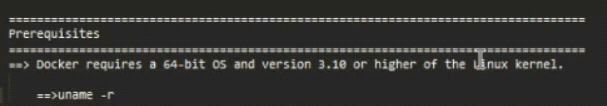 ================================================================================
Prerequisites
================================================================================
==> Docker requires a 64-bit OS and version 3.10 or higher of the Linux kernel.
==>uname -r